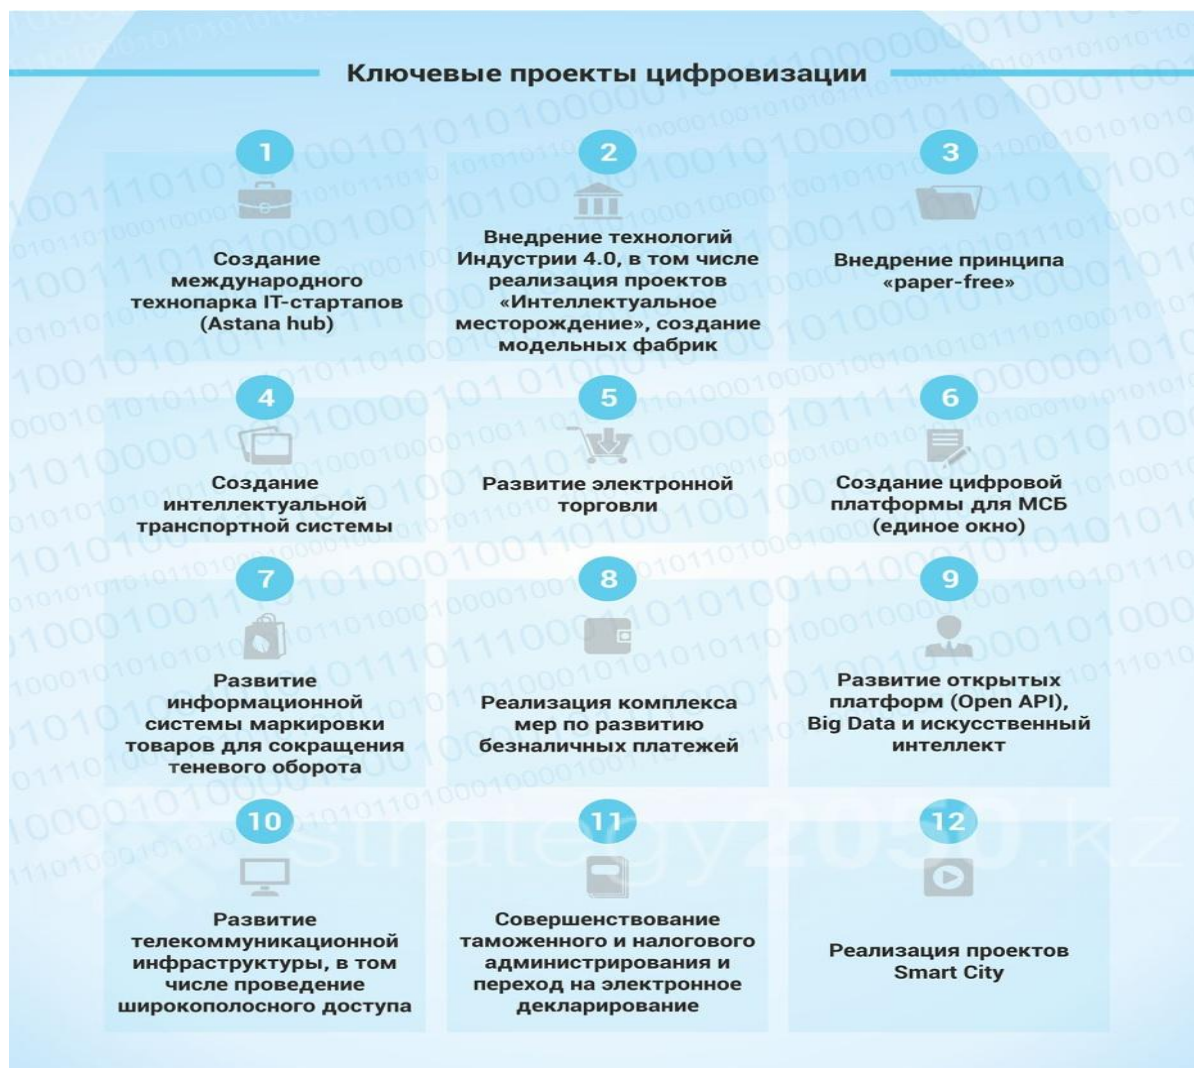 Ключевые проекты цифровизации
1
Создание
международного
технопарка IT-стартапов
(Astana hub)
2
Внедрение технологий
Индустрии 4.0, в том числе
реализация проектов
«Интеллектуальное
месторождение», создание
модельных фабрик
3
Внедрение принципа
«paper-free»
4
Создание
интеллектуальной
транспортной системы
5
Развитие электронной
торговли
6
Создание цифровой
платформы для МСБ
(единое окно)
7
Развитие
информационной
системы маркировки
товаров для сокращения
теневого оборота
8
Реализация комплекса
мер по развитию
безналичных платежей
9
Развитие открытых
платформ (Open API),
Big Data и искусственный
интеллект
10
Развитие
телекоммуникационной
инфраструктуры, в том
числе проведение
широкополосного доступа
11
Совершенствование
таможенного и налогового
администрирования и
переход на электронное
декларирование
12
Реализация проектов
Smart City
strategy2050.kz